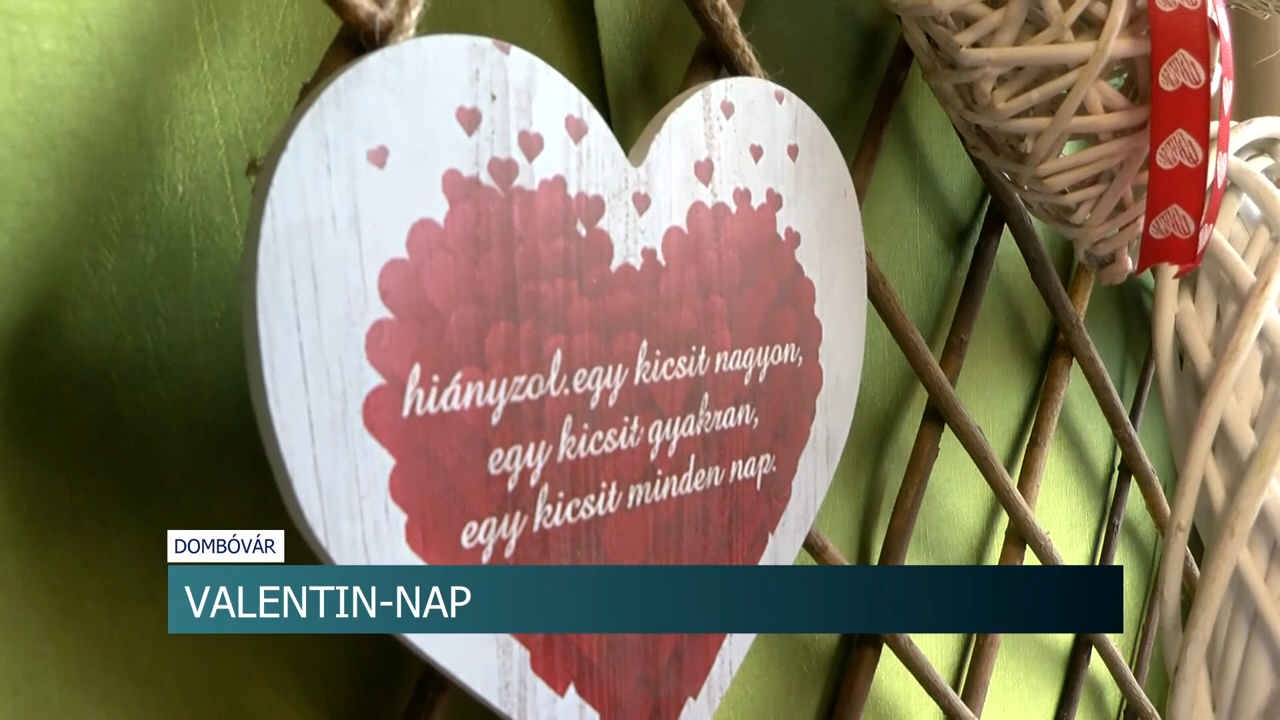 hiányzol.egy kicsit nagyon,
egy kicsit gyakran,
egy kicsit minden nap.
DOMBÓVÁR
VALENTIN-NAP